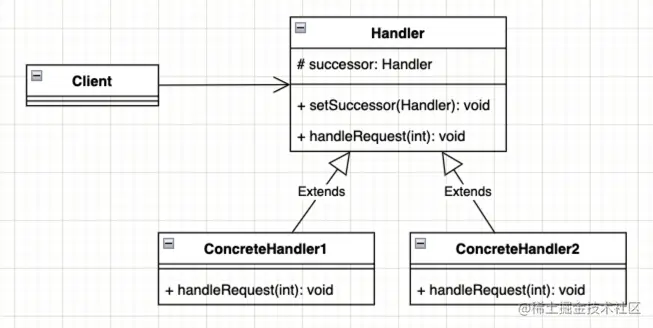 Handler
# successor: Handler
Client
+ setSuccessor(Handler): void
+ handleRequest(int): void
Extends
Extends
ConcreteHandler1
ConcreteHandler2
+ handleRequest(int): void
+ handleRequest(int): void
@稀土掘金技术社区